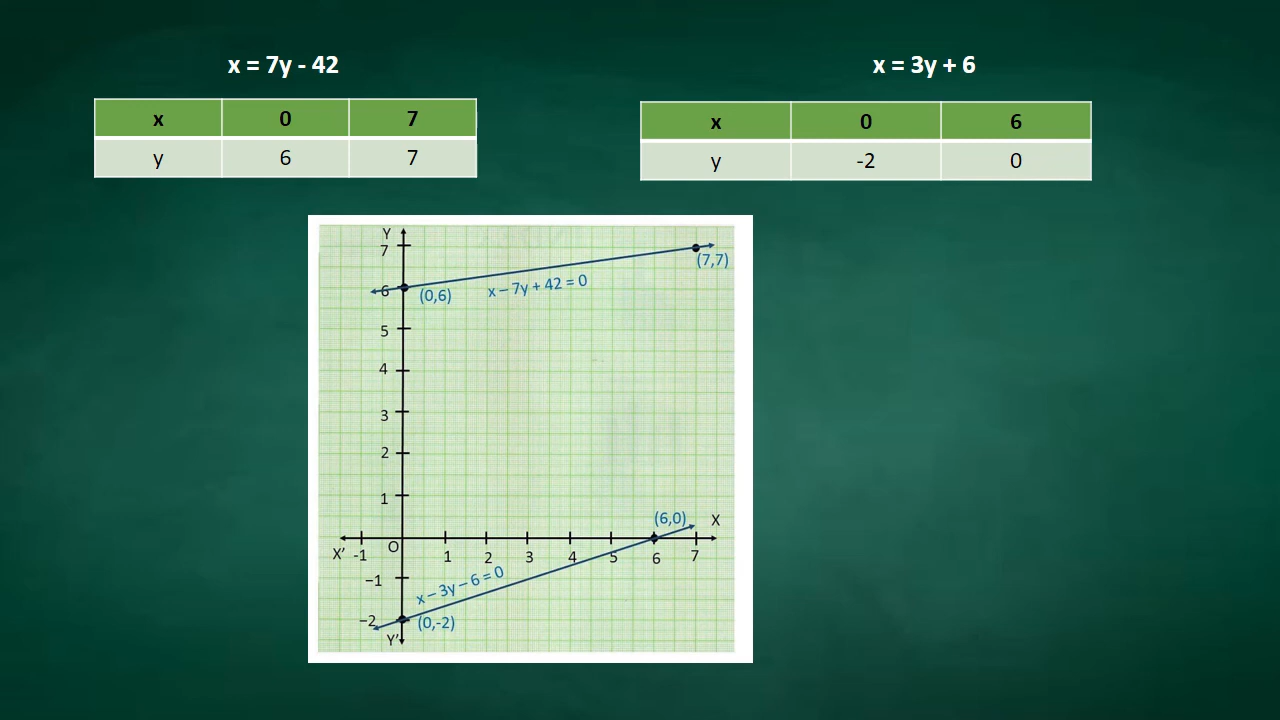 x = 7y - 42
x 0 7
y 6 7
x = 3y + 6
x 0 6
y -2 0
Y
7
(7,7)
x – 7y + 42 = 0
6
(0,6)
5
4
3
2
1
(6,0)
X
X’ -1 O 1 2 3 4 5 6 7
–1
x – 3y – 6 = 0
–2
(0,-2)
Y’